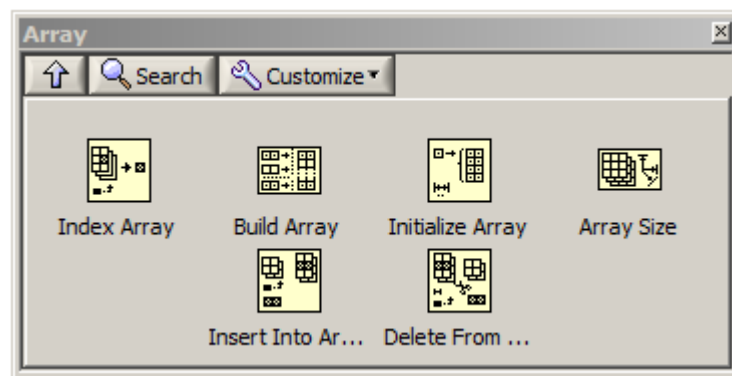 Array
Search Customize
Index Array Build Array Initialize Array Array Size
Insert Into Ar... Delete From ...